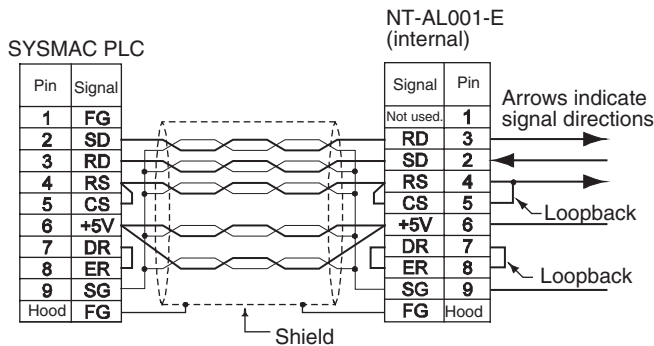 NT-AL001-E
(internal)
SYSMAC PLC
Pin Signal
1 FG
2 SD
3 RD
4 RS
5 CS
6 +5V
7 DR
8 ER
9 SG
Hood FG
Signal Pin
Not used. 1
RD 3
SD 2
RS 4
CS 5
+5V 6
DR 7
ER 8
SG 9
FG Hood
Arrows indicate
signal directions
Loopback
Loopback
Shield